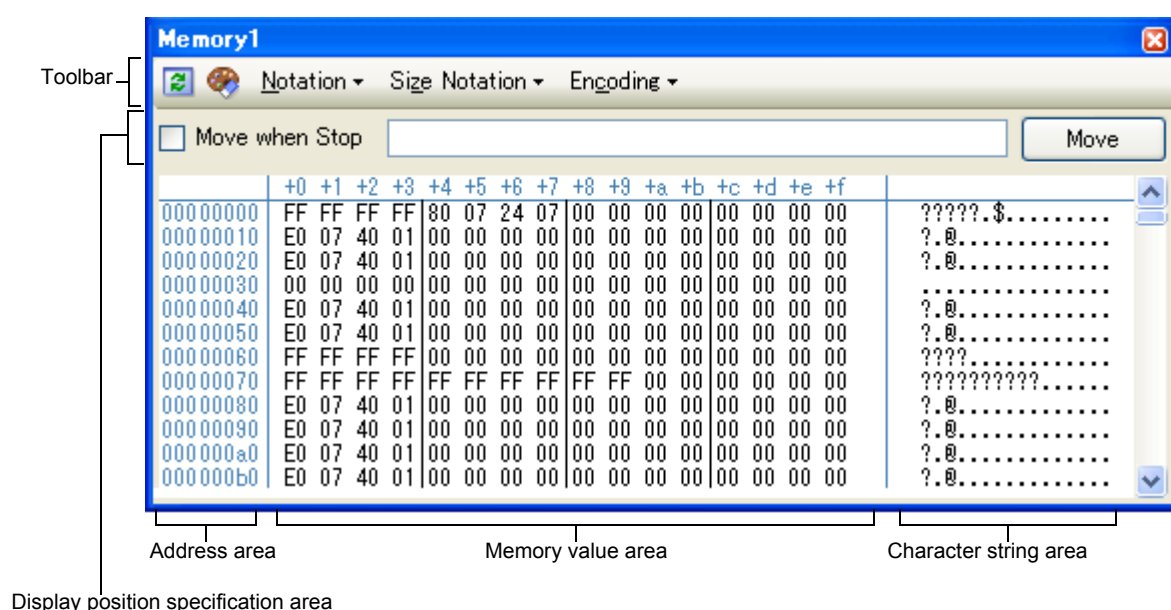 Memory1
Toolbar
Notation Size Notation Encoding
Move when Stop Move
+0 +1 +2 +3 +4 +5 +6 +7 +8 +9 +a +b +c +d +e +f
00000000 FF FF FF FF 80 07 24 07 00 00 00 00 00 00 00 00 ?????.$.........
00000010 E0 07 40 01 00 00 00 00 00 00 00 00 00 00 00 00 ?.@.............
00000020 E0 07 40 01 00 00 00 00 00 00 00 00 00 00 00 00 ?.@.............
00000030 00 00 00 00 00 00 00 00 00 00 00 00 00 00 00 00 ................
00000040 E0 07 40 01 00 00 00 00 00 00 00 00 00 00 00 00 ?.@.............
00000050 E0 07 40 01 00 00 00 00 00 00 00 00 00 00 00 00 ?.@.............
00000060 FF FF FF FF 00 00 00 00 00 00 00 00 00 00 00 00 ????............
00000070 FF FF FF FF FF FF FF FF FF FF 00 00 00 00 00 00 ??????????......
00000080 E0 07 40 01 00 00 00 00 00 00 00 00 00 00 00 00 ?.@.............
00000090 E0 07 40 01 00 00 00 00 00 00 00 00 00 00 00 00 ?.@.............
000000a0 E0 07 40 01 00 00 00 00 00 00 00 00 00 00 00 00 ?.@.............
000000b0 E0 07 40 01 00 00 00 00 00 00 00 00 00 00 00 00 ?.@.............
Address area Memory value area Character string area
Display position specification area